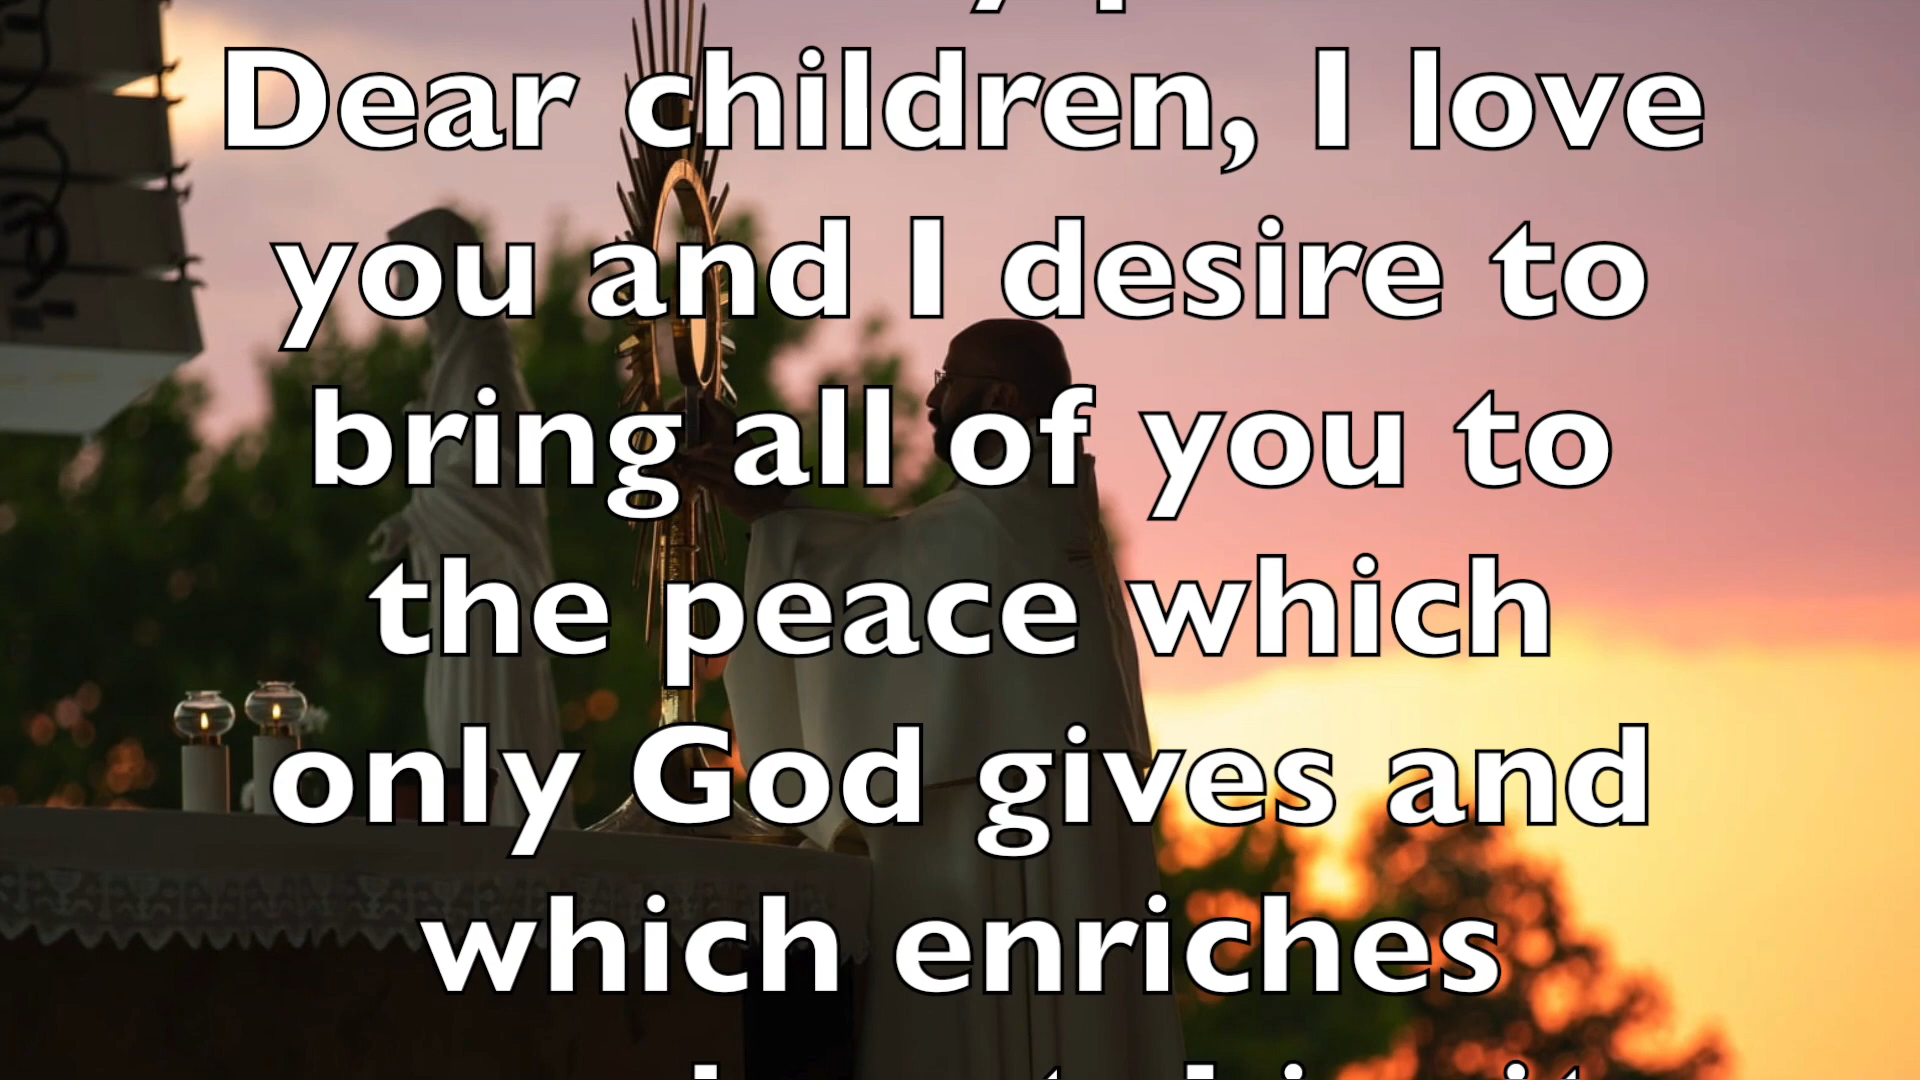 Dear children, I love
you and I desire to
bring all of you to
the peace which
only God gives and
which enriches